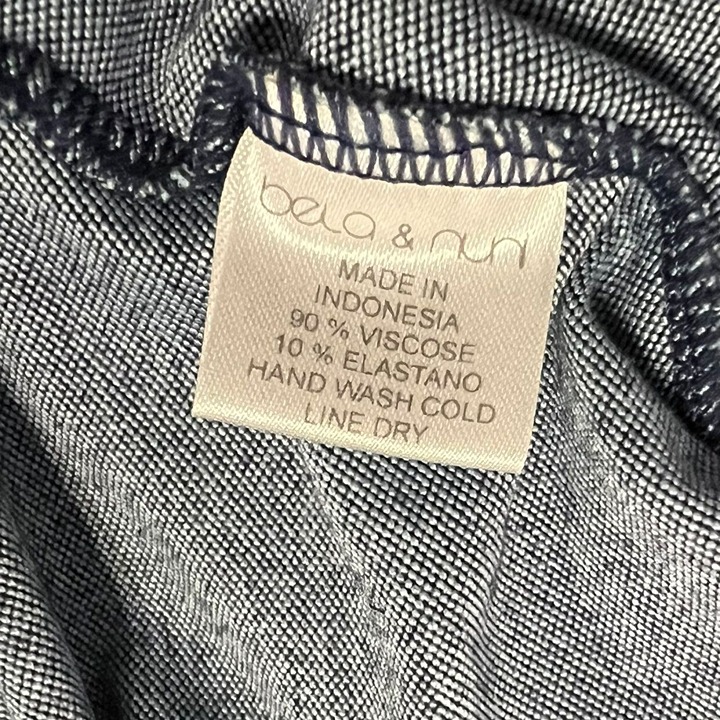 bela & nuni
MADE IN
INDONESIA
90 % VISCOSE
10 % ELASTANO
HAND WASH COLD
LINE DRY